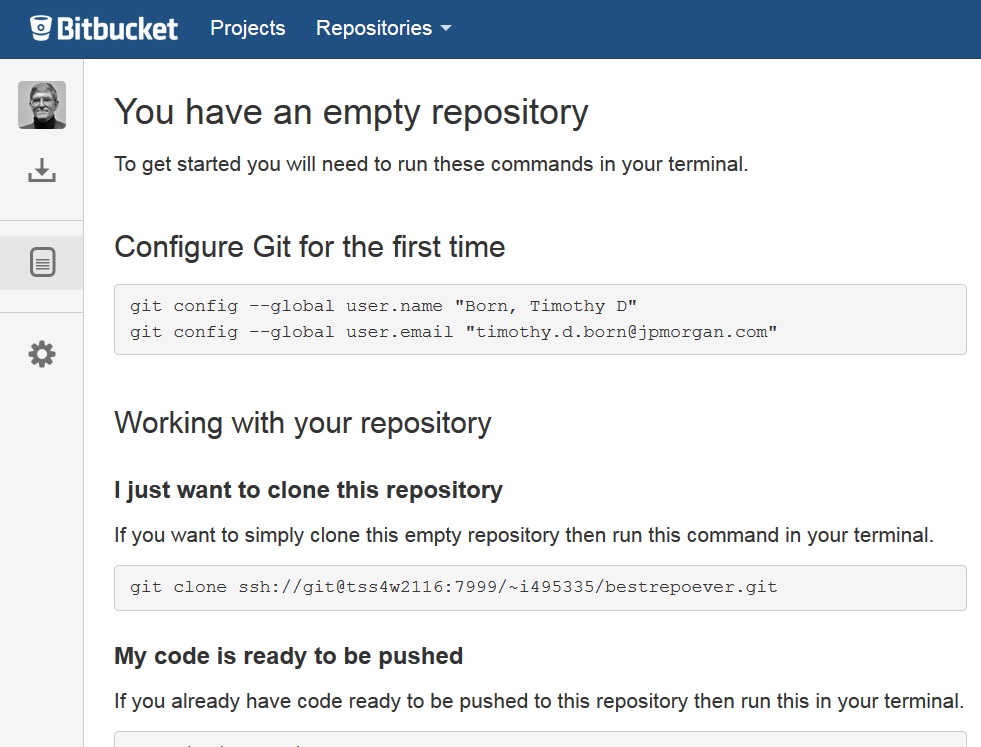 Bitbucket Projects Repositories
You have an empty repository
To get started you will need to run these commands in your terminal.
Configure Git for the first time
git config --global user.name "Born, Timothy D"
git config --global user.email "timothy.d.born@jpmorgan.com"
Working with your repository
I just want to clone this repository
If you want to simply clone this empty repository then run this command in your terminal.
git clone ssh://git@tss4w2116:7999/~i495335/bestrepoever.git
My code is ready to be pushed
If you already have code ready to be pushed to this repository then run this in your terminal.